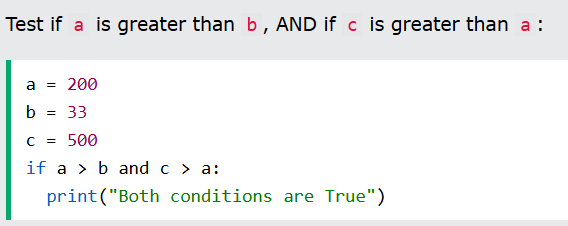 Test if a is greater than b, AND if c is greater than a:
a = 200
b = 33
c = 500
if a > b and c > a:
  print("Both conditions are True")